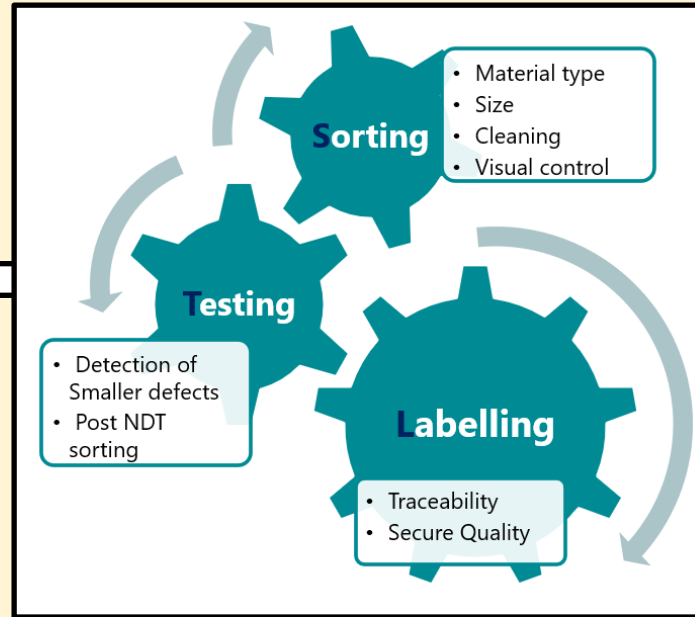 Sorting
• Material type
• Size
• Cleaning
• Visual control
Testing
• Detection of
Smaller defects
• Post NDT
sorting
Labelling
• Traceability
• Secure Quality